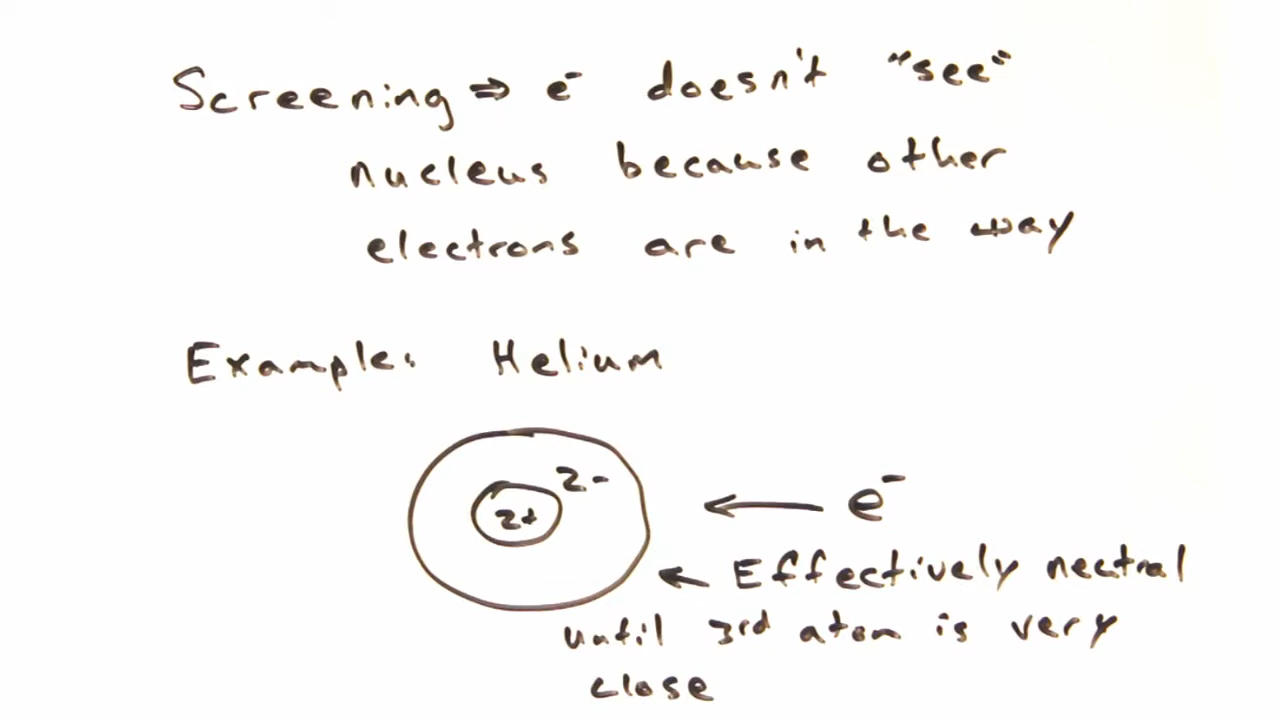 Screening ⇒ e⁻ doesn't "see"
nucleus because other
electrons are in the way
Example: Helium
2-
2+
← e⁻
← Effectively neutral
until 3rd atom is very
close